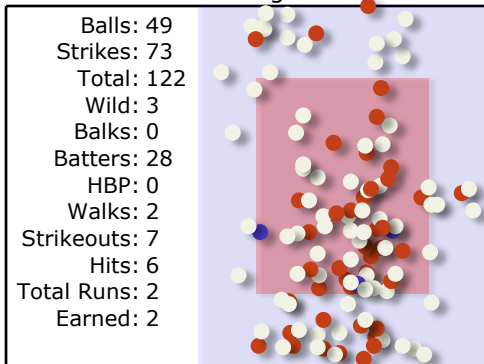 Balls: 49
Strikes: 73
Total: 122
Wild: 3
Balks: 0
Batters: 28
HBP: 0
Walks: 2
Strikeouts: 7
Hits: 6
Total Runs: 2
Earned: 2